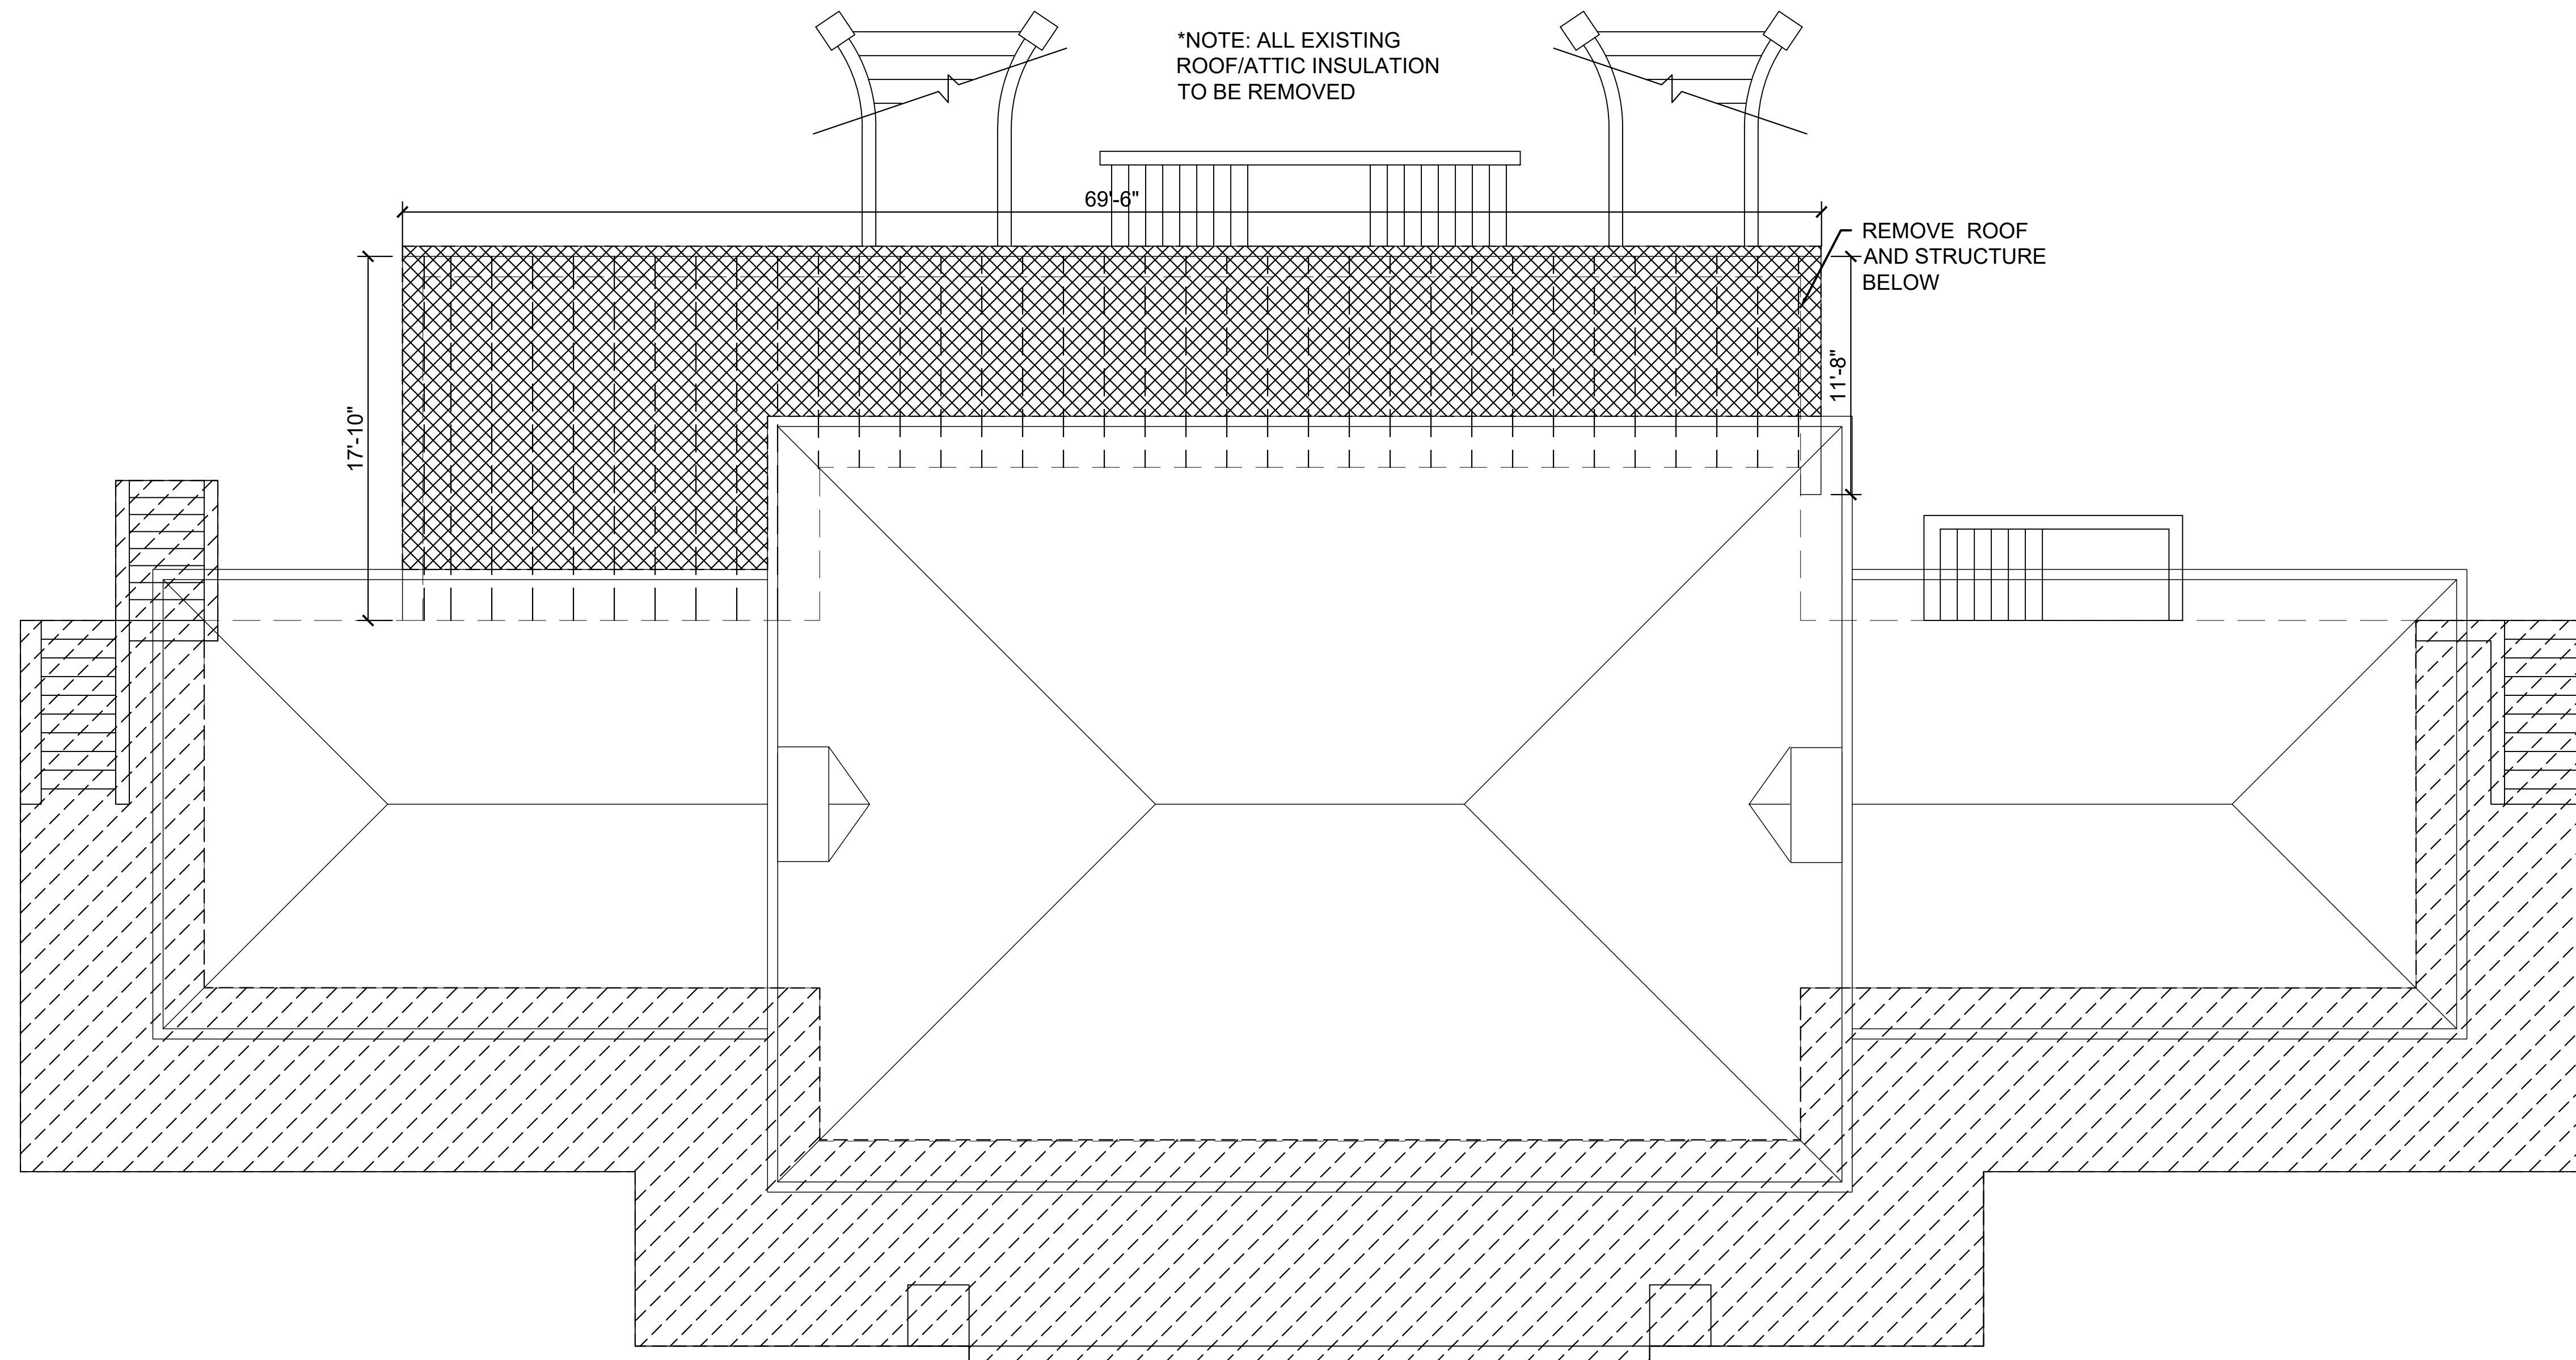 *NOTE: ALL EXISTING
ROOF/ATTIC INSULATION
TO BE REMOVED
69'-6"
REMOVE ROOF
AND STRUCTURE
BELOW
17'-10"
11'-8"